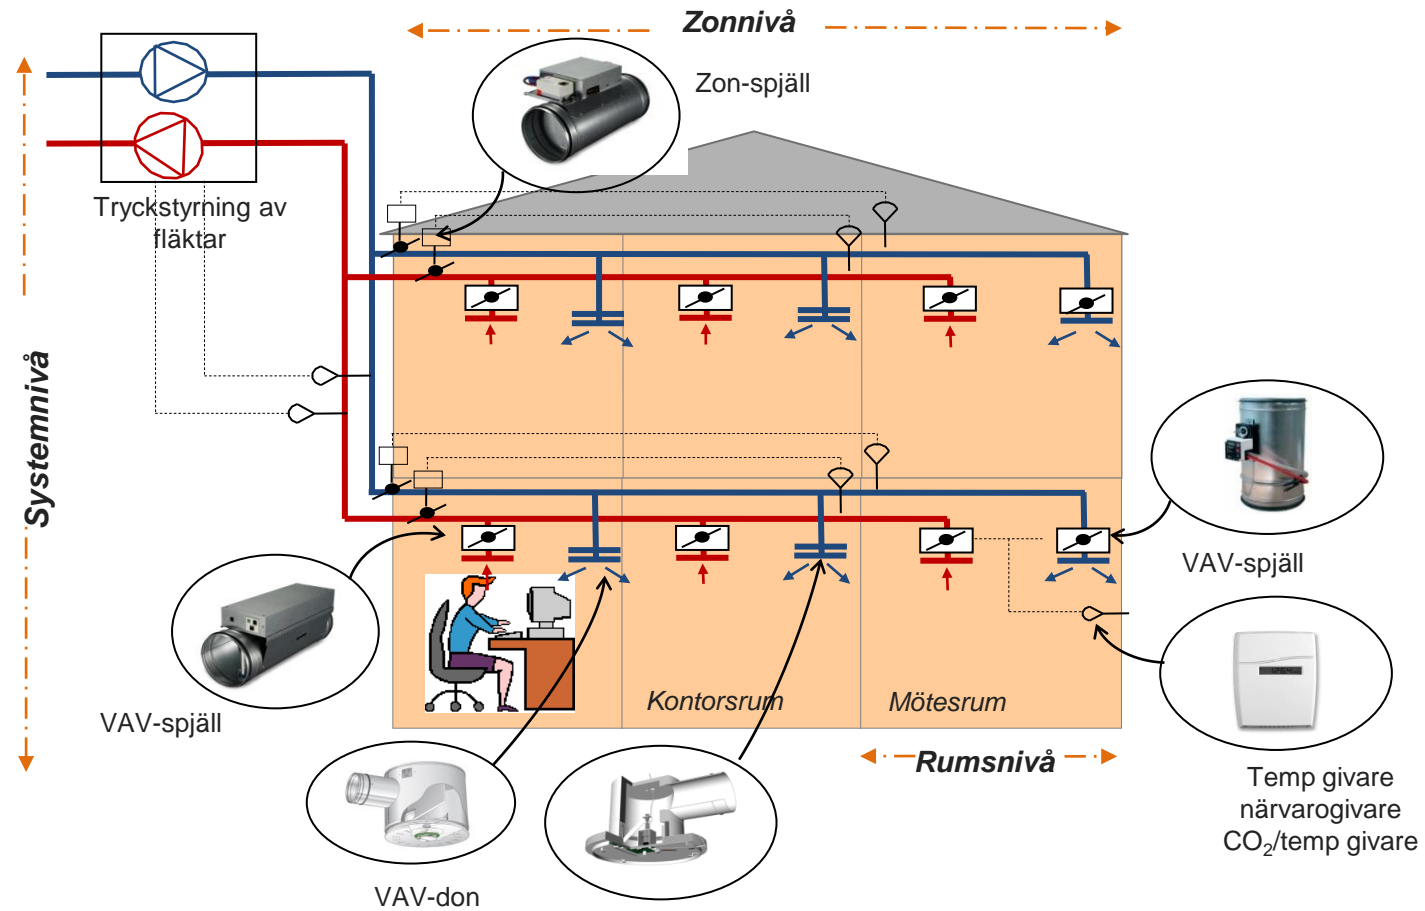 Zonnivå
Zon-spjäll
Tryckstyrning av
fläktar
Systemnivå
VAV-spjäll
VAV-spjäll
Kontorsrum
Mötesrum
Rumsnivå
Temp givare
närvarogivare
CO₂/temp givare
VAV-don